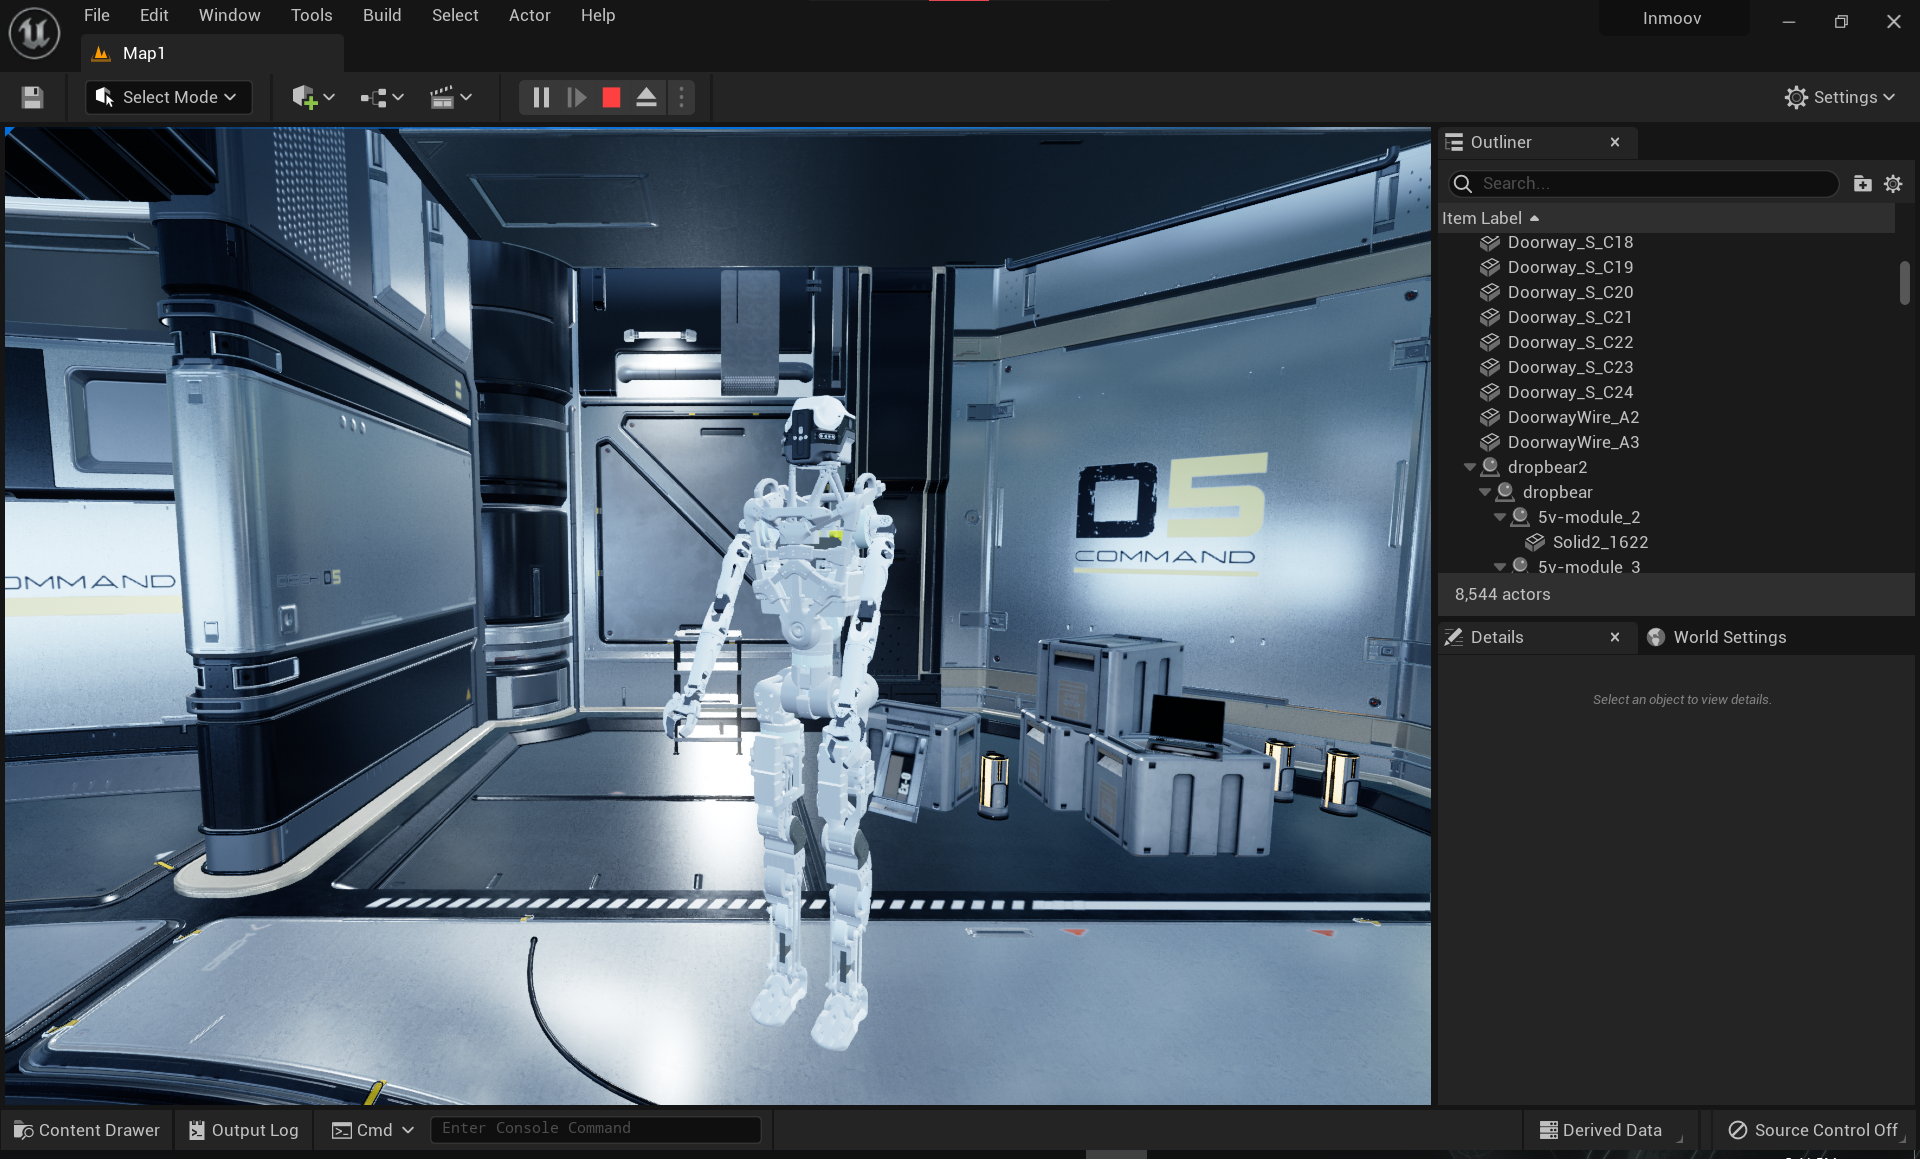 File Edit Window Tools Build Select Actor Help
Inmoov
Map1
Select Mode
Settings
Outliner
Search...
Item Label
Doorway_S_C18
Doorway_S_C19
Doorway_S_C20
Doorway_S_C21
Doorway_S_C22
Doorway_S_C23
Doorway_S_C24
DoorwayWire_A2
DoorwayWire_A3
dropbear2
dropbear
5v-module_2
Solid2_1622
5v-module_3
8,544 actors
Details
World Settings
Select an object to view details.
D5
COMMAND
OMMAND
Content Drawer
Output Log
Cmd
Enter Console Command
Derived Data
Source Control Off